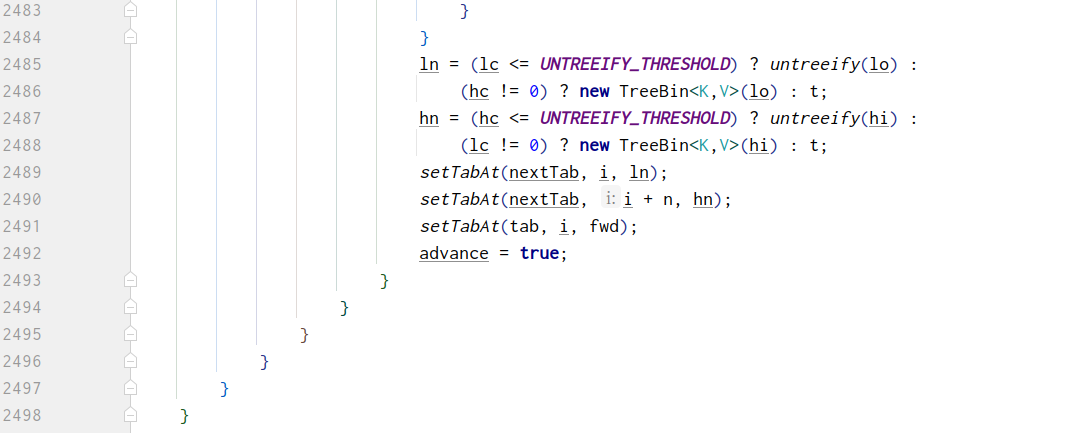 2483 }
2484 }
2485 ln = (lc <= UNTREEIFY_THRESHOLD) ? untreeify(lo) :
2486 (hc != 0) ? new TreeBin<K,V>(lo) : t;
2487 hn = (hc <= UNTREEIFY_THRESHOLD) ? untreeify(hi) :
2488 (lc != 0) ? new TreeBin<K,V>(hi) : t;
2489 setTabAt(nextTab, i, ln);
2490 setTabAt(nextTab, i: i + n, hn);
2491 setTabAt(tab, i, fwd);
2492 advance = true;
2493 }
2494 }
2495 }
2496 }
2497 }
2498 }